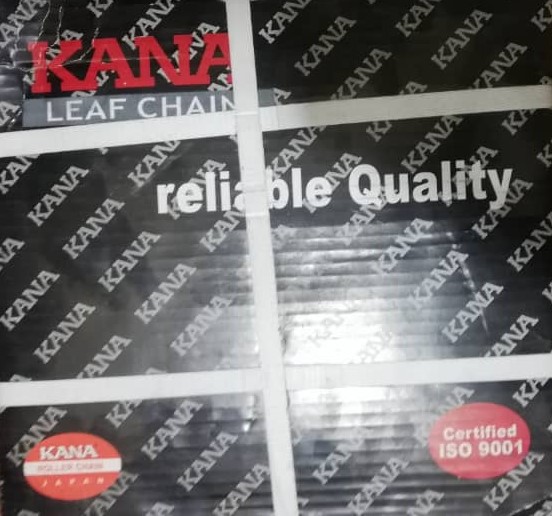 KANA
LEAF CHAIN
reliable Quality
KANA
ROLLER CHAIN
JAPAN
Certified
ISO 9001